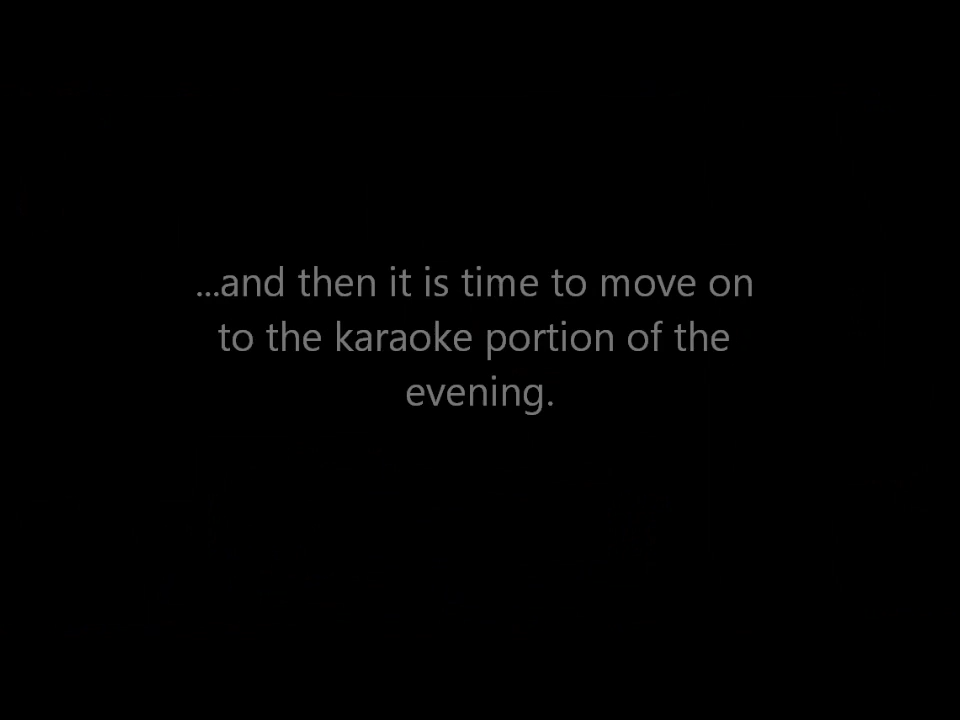 ...and then it is time to move on
to the karaoke portion of the
evening.